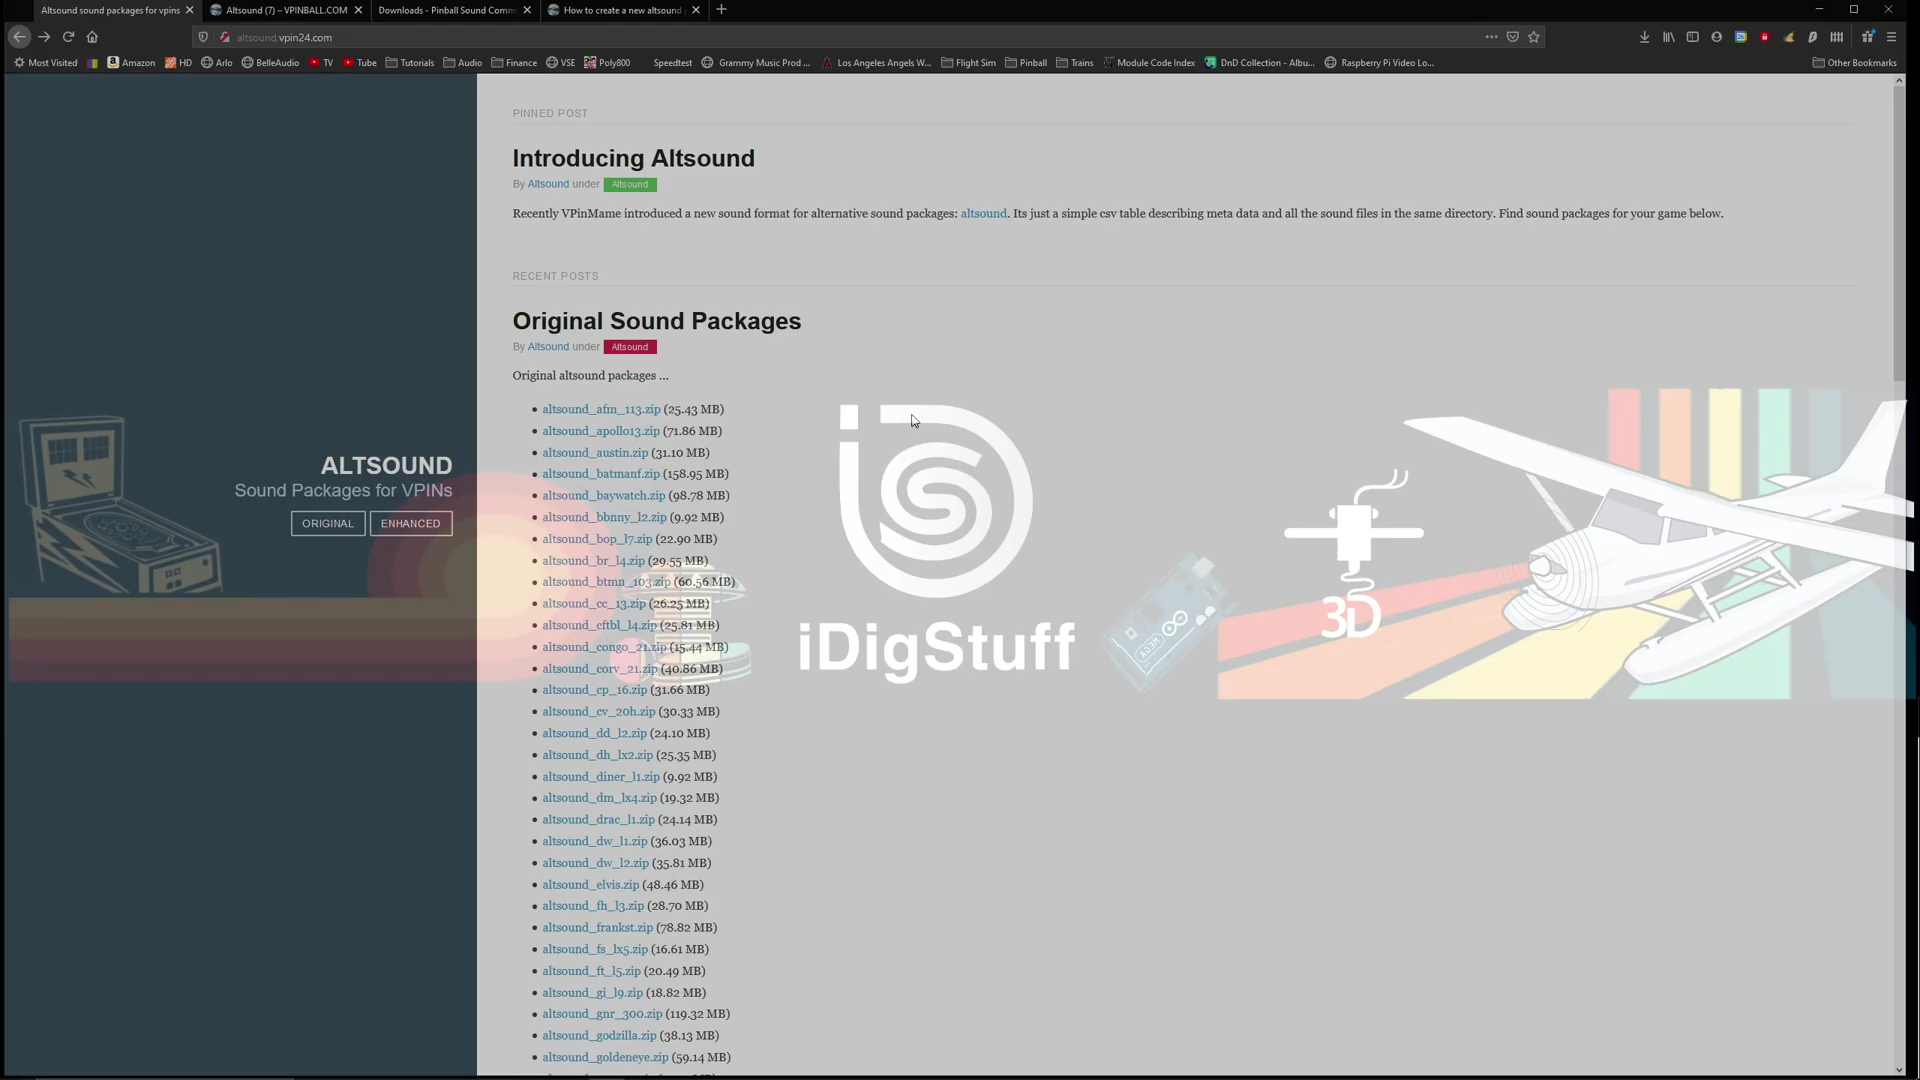 Altsound sound packages for vpins
Altsound (7) – VPINBALL.COM
Downloads - Pinball Sound Comm
How to create a new altsound
altsound.vpin24.com
Most Visited
Amazon
HD
Arlo
BelleAudio
TV
Tube
Tutorials
Audio
Finance
VSE
Poly800
Speedtest
Grammy Music Prod ...
Los Angeles Angels W...
Flight Sim
Pinball
Trains
Module Code Index
DnD Collection - Albu...
Raspberry Pi Video Lo...
Other Bookmarks
ALTSOUND
Sound Packages for VPINs
ORIGINAL ENHANCED
PINNED POST
Introducing Altsound
By Altsound under Altsound
Recently VPinMame introduced a new sound format for alternative sound packages: altsound. Its just a simple csv table describing meta data and all the sound files in the same directory. Find sound packages for your game below.
RECENT POSTS
Original Sound Packages
By Altsound under Altsound
Original altsound packages ...
altsound_afm_113.zip (25.43 MB)
altsound_apollo13.zip (71.86 MB)
altsound_austin.zip (31.10 MB)
altsound_batmanf.zip (158.95 MB)
altsound_baywatch.zip (98.78 MB)
altsound_bbnny_l2.zip (9.92 MB)
altsound_bop_l7.zip (22.90 MB)
altsound_br_l4.zip (29.55 MB)
altsound_btmn_103.zip (60.56 MB)
altsound_cc_13.zip (26.25 MB)
altsound_cftbl_l4.zip (25.81 MB)
altsound_congo_21.zip (15.44 MB)
altsound_corv_21.zip (40.86 MB)
altsound_cp_16.zip (31.66 MB)
altsound_cv_20h.zip (30.33 MB)
altsound_dd_l2.zip (24.10 MB)
altsound_dh_lx2.zip (25.35 MB)
altsound_diner_l1.zip (9.92 MB)
altsound_dm_lx4.zip (19.32 MB)
altsound_drac_l1.zip (24.14 MB)
altsound_dw_l1.zip (36.03 MB)
altsound_dw_l2.zip (35.81 MB)
altsound_elvis.zip (48.46 MB)
altsound_fh_l3.zip (28.70 MB)
altsound_frankst.zip (78.82 MB)
altsound_fs_lx5.zip (16.61 MB)
altsound_ft_l5.zip (20.49 MB)
altsound_gi_l9.zip (18.82 MB)
altsound_gnr_300.zip (119.32 MB)
altsound_godzilla.zip (38.13 MB)
altsound_goldeneye.zip (59.14 MB)
iDigStuff
3D